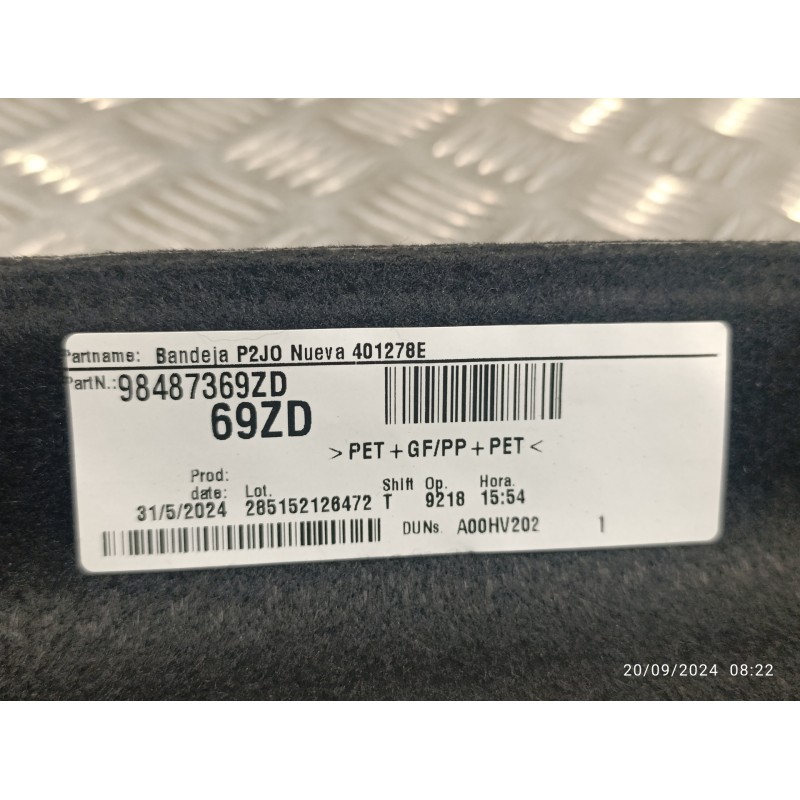 Partname: Bandeja P2JO Nueva 401278E
PartN.: 98487369ZD
69ZD
>PET+GF/PP+PET<
Prod: date: Lot. Shift Op. Hora.
31/5/2024 285152126472 T 9218 15:54
DUNs. A00HV202 1
20/09/2024 08:22